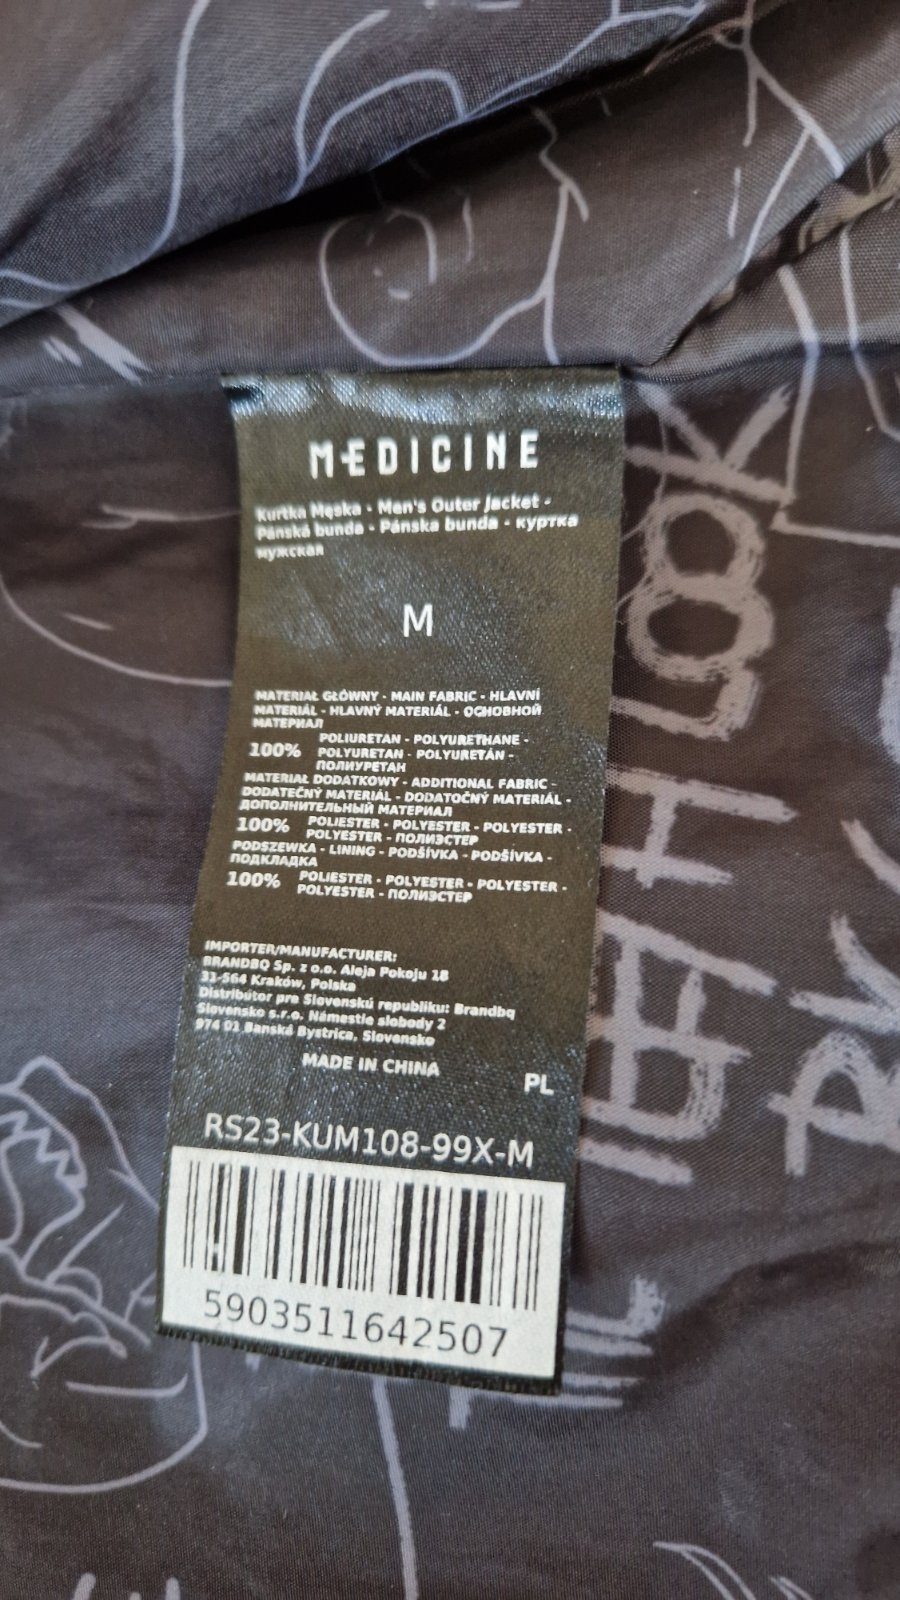 MEDICINE
Kurtka Męska - Men's Outer Jacket -
Pánská bunda - Pánska bunda - куртка
мужская
M
MATERIAŁ GŁÓWNY - MAIN FABRIC - HLAVNÍ
MATERIÁL - HLAVNÝ MATERIÁL - ОСНОВНОЙ
МАТЕРИАЛ
100% POLIURETAN - POLYURETHANE -
POLYURETAN - POLYURETÁN -
ПОЛИУРЕТАН
MATERIAŁ DODATKOWY - ADDITIONAL FABRIC -
DODATEČNÝ MATERIÁL - DODATOČNÝ MATERIÁL -
ДОПОЛНИТЕЛЬНЫЙ МАТЕРИАЛ
100% POLIESTER - POLYESTER - POLYESTER -
POLYESTER - ПОЛИЭСТЕР
PODSZEWKA - LINING - PODŠÍVKA - PODŠÍVKA -
ПОДКЛАДКА
100% POLIESTER - POLYESTER - POLYESTER -
POLYESTER - ПОЛИЭСТЕР
IMPORTER/MANUFACTURER:
BRANDBQ Sp. z o.o. Aleja Pokoju 18
31-564 Kraków, Polska
Distribútor pre Slovenskú republiku: Brandbq
Slovensko s.r.o. Námestie slobody 2
974 01 Banská Bystrica, Slovensko
MADE IN CHINA
PL
RS23-KUM108-99X-M
5903511642507
LOOK